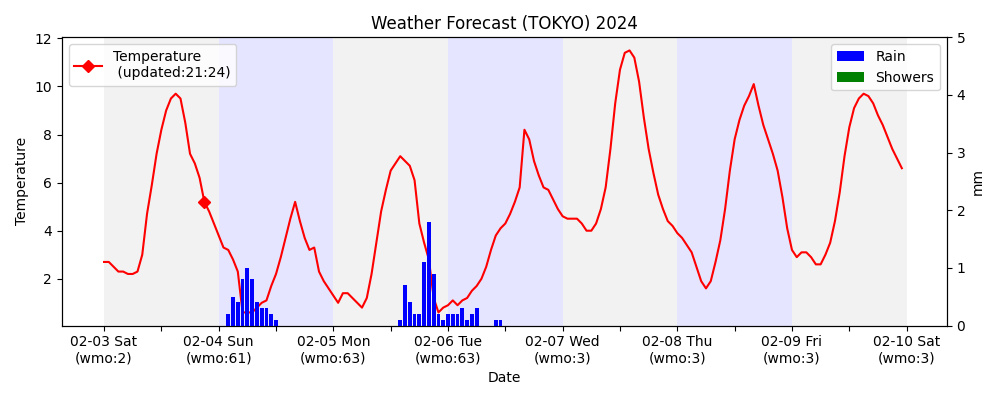 Weather Forecast (TOKYO) 2024
Temperature
(updated:21:24)
Rain
Showers
Temperature
12
10
8
6
4
2
5
4
3
2
1
0
mm
02-03 Sat
(wmo:2)
02-04 Sun
(wmo:61)
02-05 Mon
(wmo:63)
02-06 Tue
(wmo:63)
02-07 Wed
(wmo:3)
02-08 Thu
(wmo:3)
02-09 Fri
(wmo:3)
02-10 Sat
(wmo:3)
Date